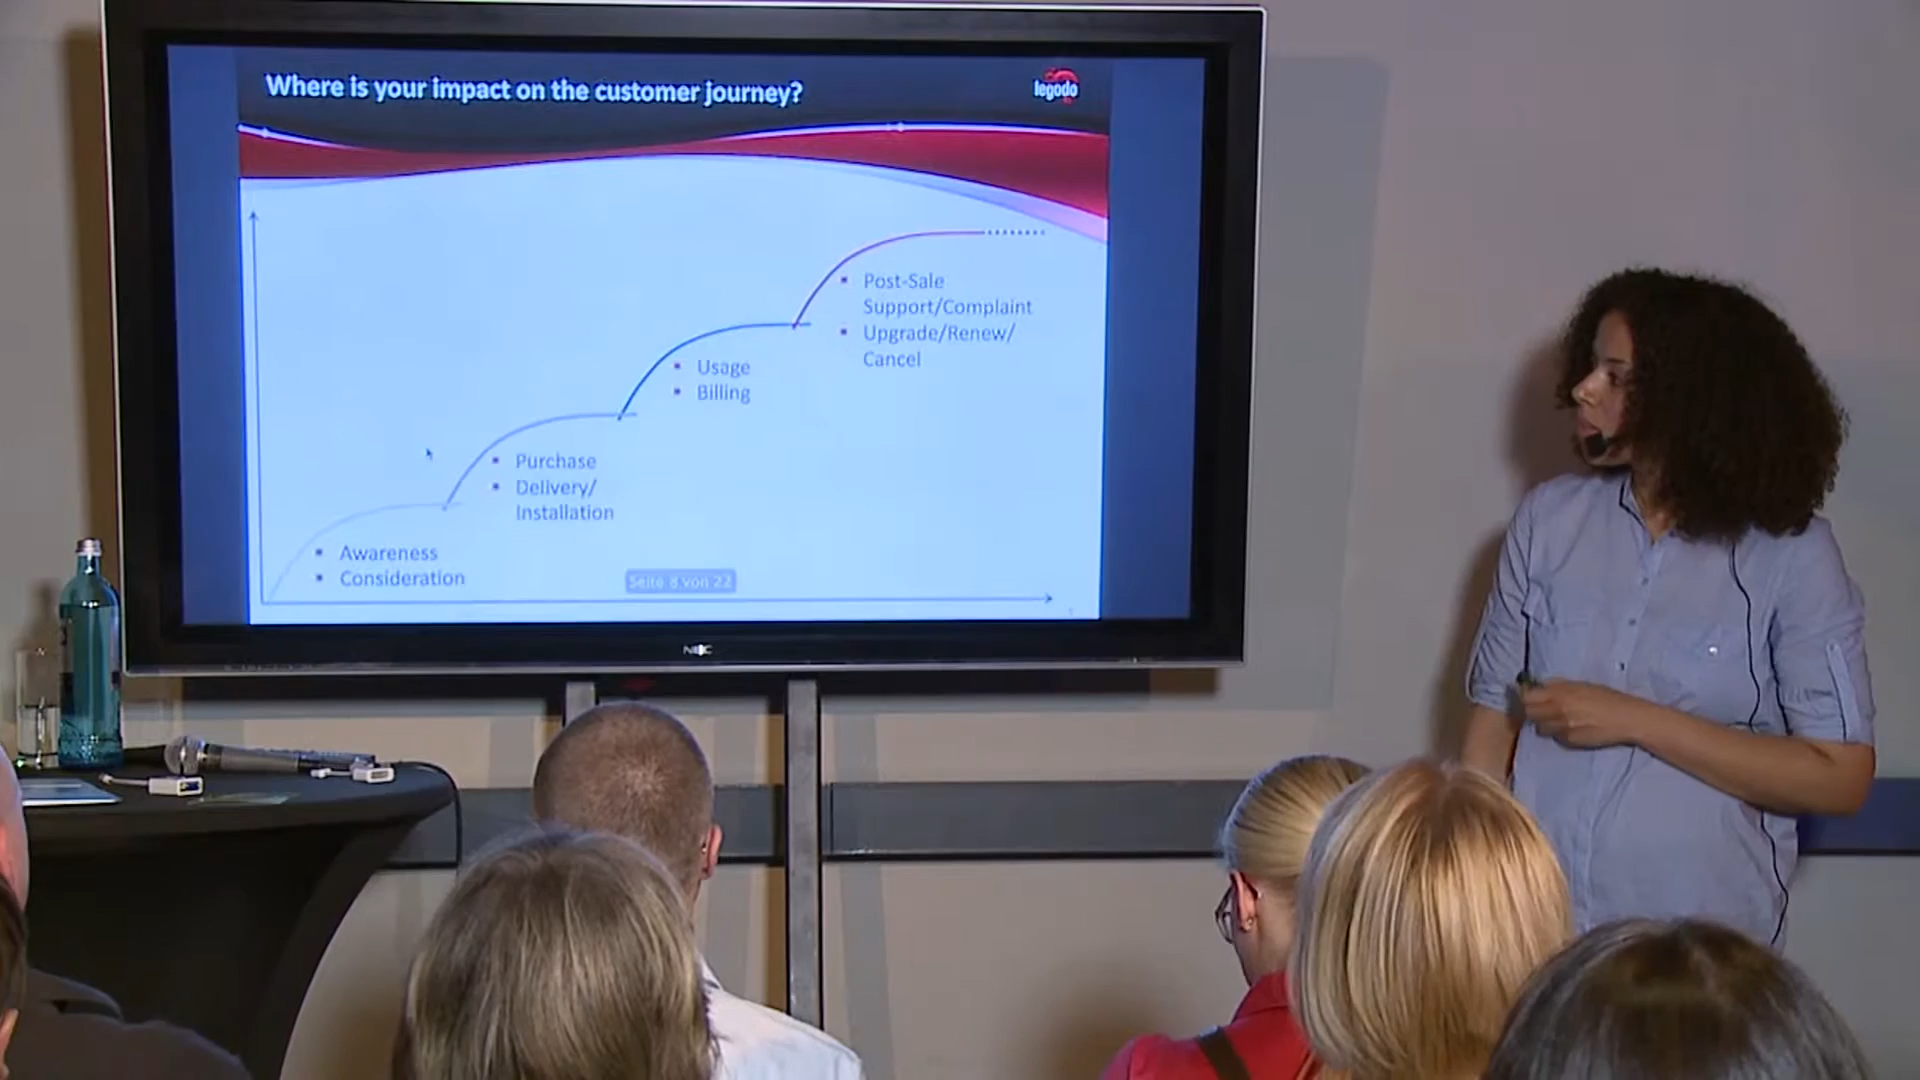 Where is your impact on the customer journey?
legodo
Post-Sale
Support/Complaint
Upgrade/Renew/
Cancel
Usage
Billing
Purchase
Delivery/
Installation
Awareness
Consideration
Seite 8 von 22
NEC